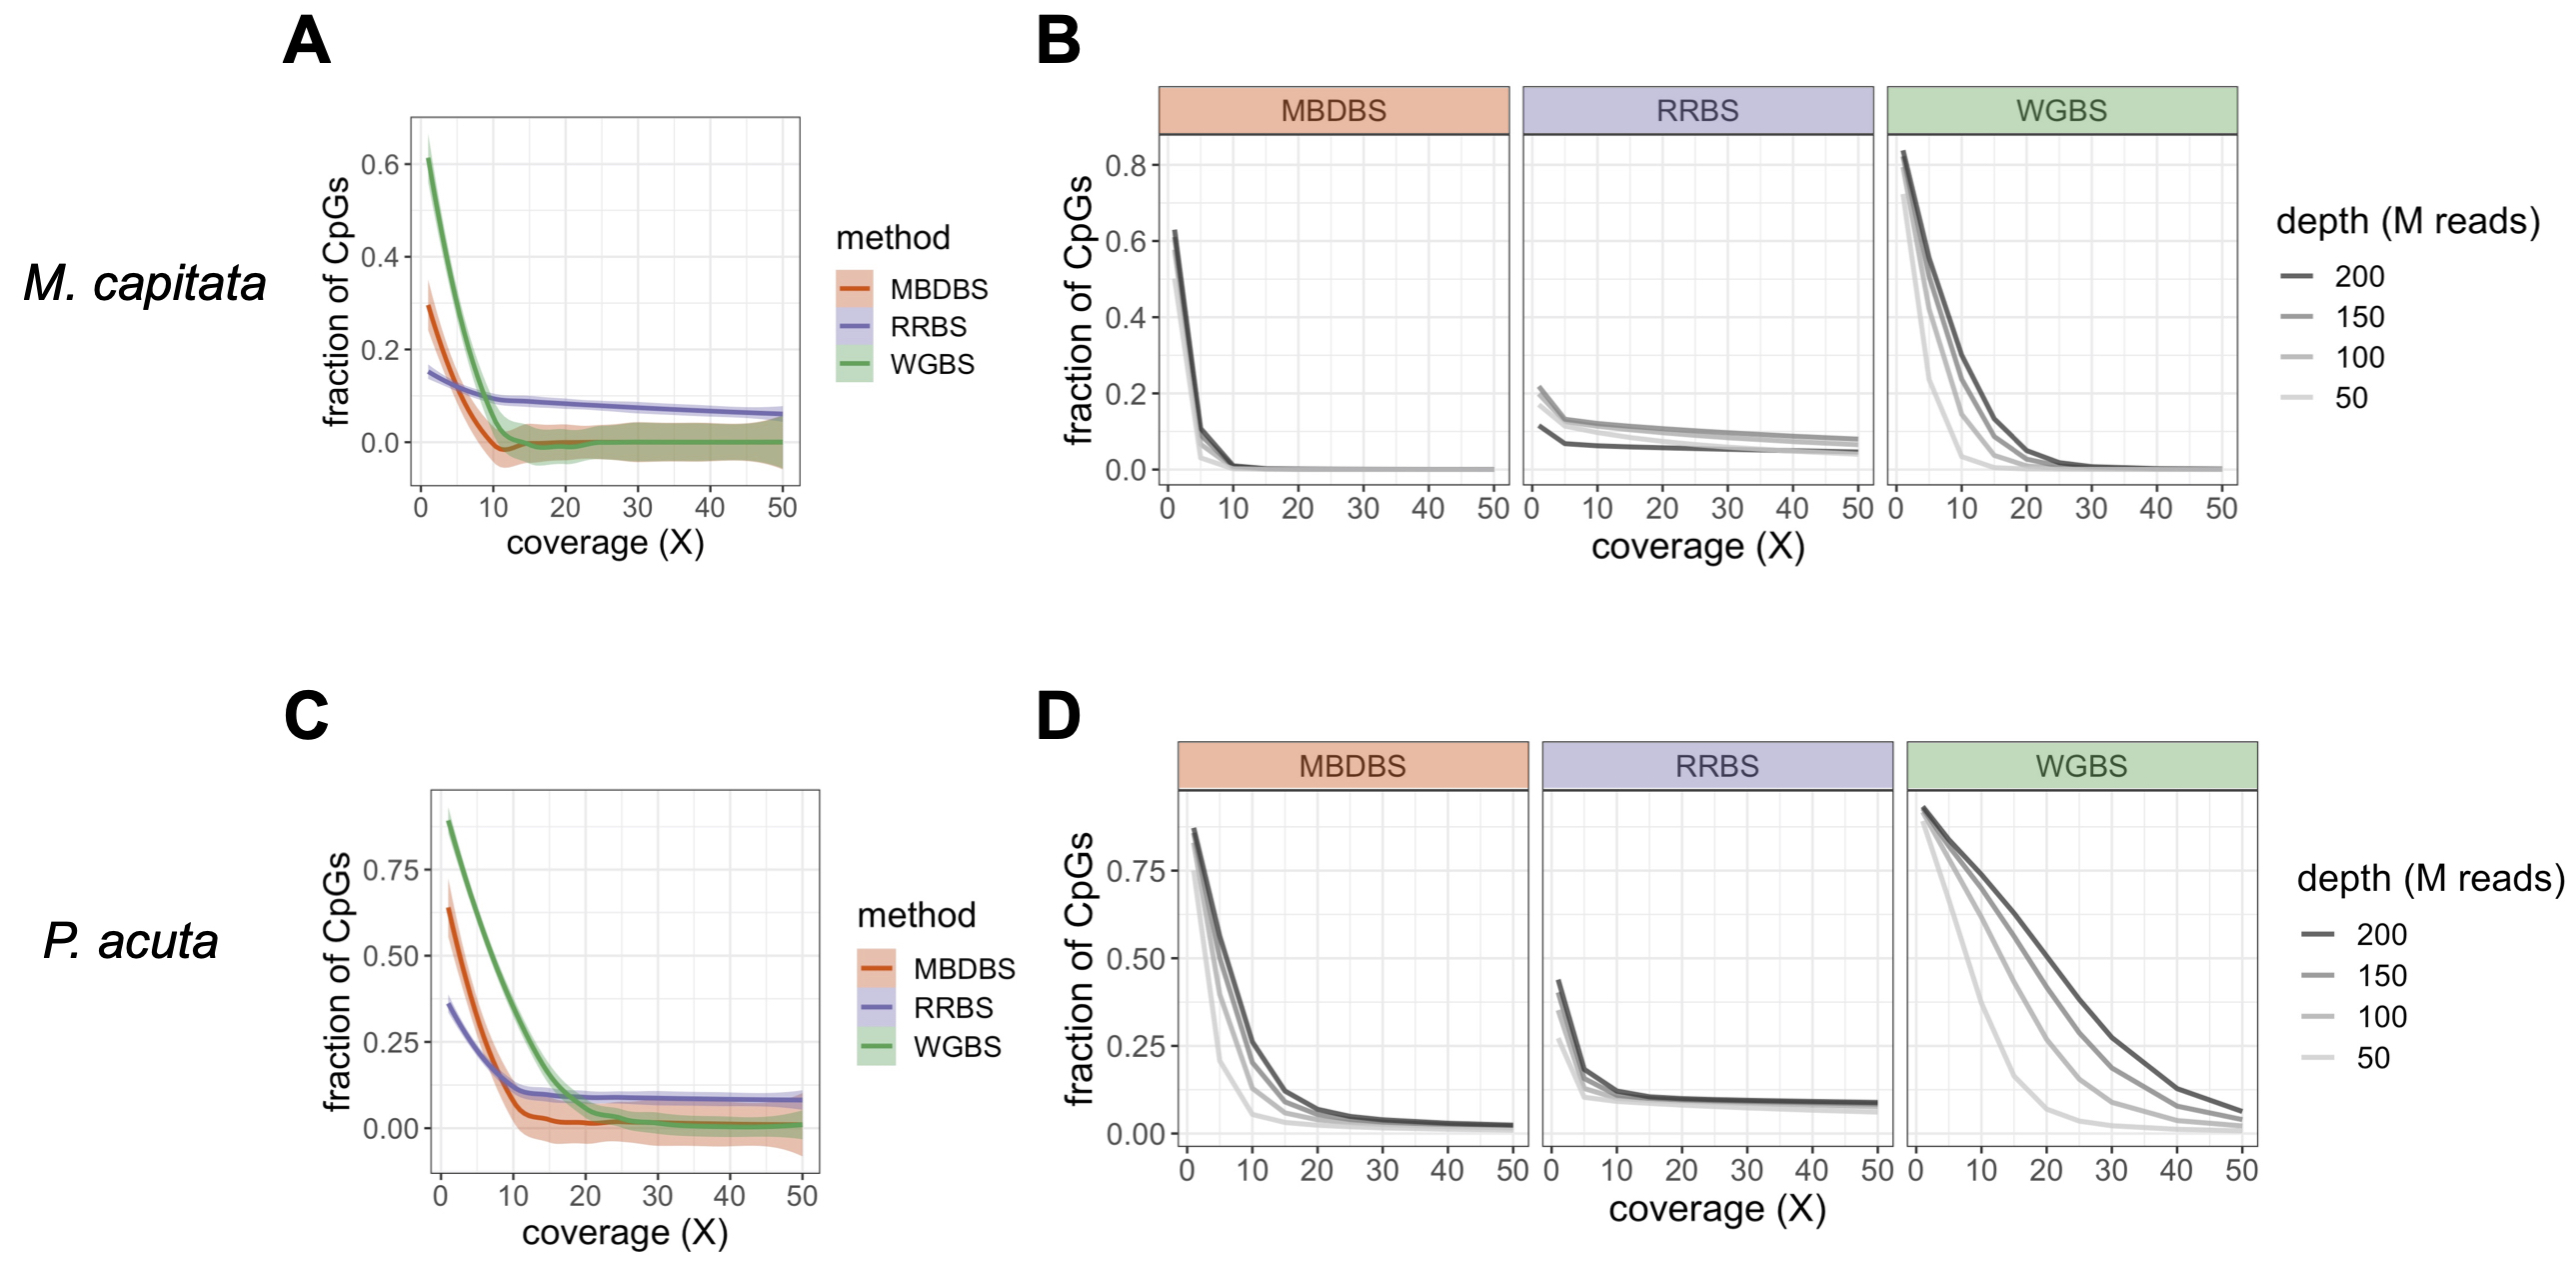 A
B
M. capitata
fraction of CpGs
0.6
0.4
0.2
0.0
0 10 20 30 40 50
coverage (X)
method
MBDBS
RRBS
WGBS
MBDBS RRBS WGBS
fraction of CpGs
0.8
0.6
0.4
0.2
0.0
0 10 20 30 40 50 0 10 20 30 40 50 0 10 20 30 40 50
coverage (X)
depth (M reads)
200
150
100
50
C
D
P. acuta
fraction of CpGs
0.75
0.50
0.25
0.00
0 10 20 30 40 50
coverage (X)
method
MBDBS
RRBS
WGBS
MBDBS RRBS WGBS
fraction of CpGs
0.75
0.50
0.25
0.00
0 10 20 30 40 50 0 10 20 30 40 50 0 10 20 30 40 50
coverage (X)
depth (M reads)
200
150
100
50